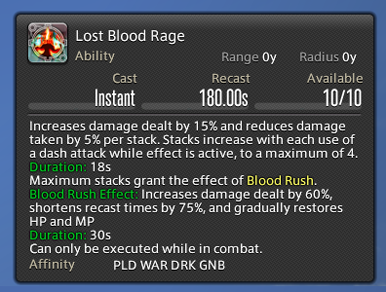 Lost Blood Rage
Ability Range 0y Radius 0y
Cast Recast Available
Instant 180.00s 10/10
Increases damage dealt by 15% and reduces damage
taken by 5% per stack. Stacks increase with each use of
a dash attack while effect is active, to a maximum of 4.
Duration: 18s
Maximum stacks grant the effect of Blood Rush.
Blood Rush Effect: Increases damage dealt by 60%,
shortens recast times by 75%, and gradually restores
HP and MP
Duration: 30s
Can only be executed while in combat.
Affinity PLD WAR DRK GNB